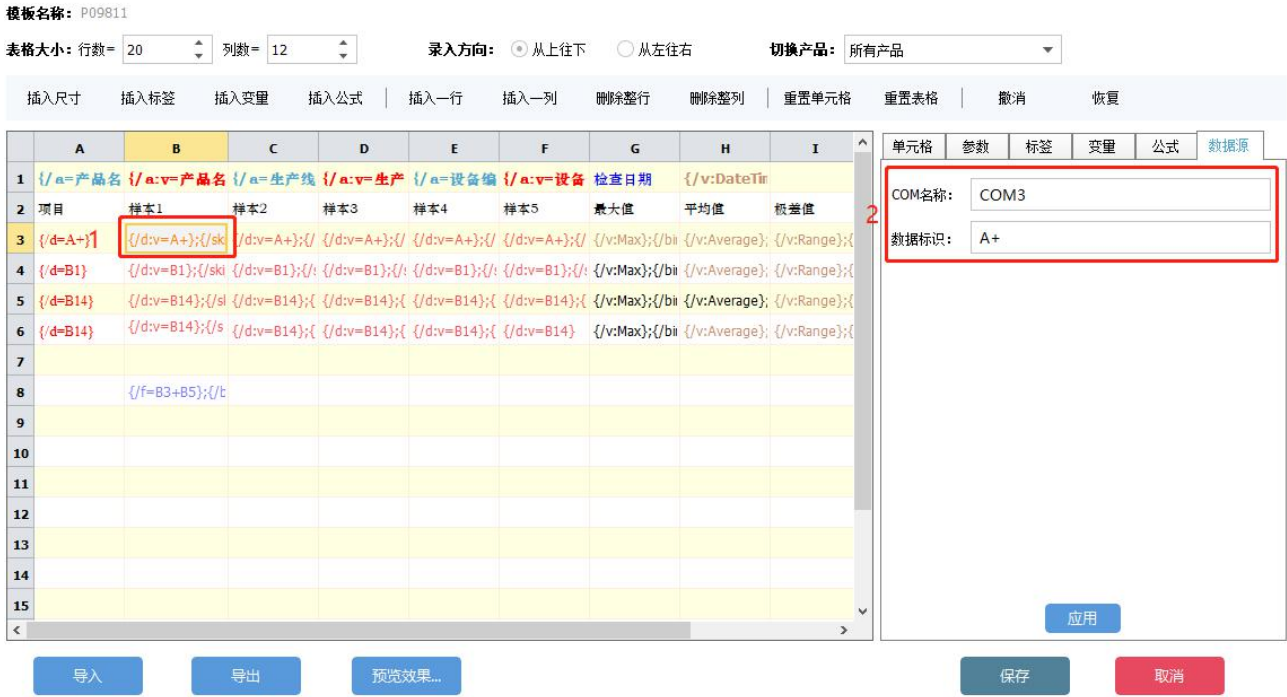 模板名称： P09811
表格大小： 行数= 20 列数= 12 录入方向： 从上往下 从左往右 切换产品： 所有产品
插入尺寸 插入标签 插入变量 插入公式 插入一行 插入一列 删除整行 删除整列 重置单元格 重置表格 撤消 恢复
A B C D E F G H I
1 {/a=产品名 {/a:v=产品名 {/a=生产线 {/a:v=生产 {/a=设备编 {/a:v=设备 检查日期 {/v:DateTim
2 项目 样本1 样本2 样本3 样本4 样本5 最大值 平均值 极差值
3 {/d=A+} 1 {/d:v=A+};{/sk {/d:v=A+};{/ {/d:v=A+};{/ {/d:v=A+};{/ {/d:v=A+};{/ {/v:Max};{/bi {/v:Average}; {/v:Range};{
4 {/d=B1} {/d:v=B1};{/ski {/d:v=B1};{/ {/d:v=B1};{/ {/d:v=B1};{/ {/d:v=B1};{/ {/v:Max};{/bi {/v:Average}; {/v:Range};{
5 {/d=B14} {/d:v=B14};{/s {/d:v=B14};{ {/d:v=B14};{ {/d:v=B14};{ {/d:v=B14};{ {/v:Max};{/bi {/v:Average}; {/v:Range};{
6 {/d=B14} {/d:v=B14};{/s {/d:v=B14};{ {/d:v=B14};{ {/d:v=B14};{ {/d:v=B14} {/v:Max};{/bi {/v:Average}; {/v:Range};{
7
8 {/f=B3+B5};{/b
9
10
11
12
13
14
15
单元格 参数 标签 变量 公式 数据源
COM名称： COM3
2
数据标识： A+
应用
导入 导出 预览效果... 保存 取消